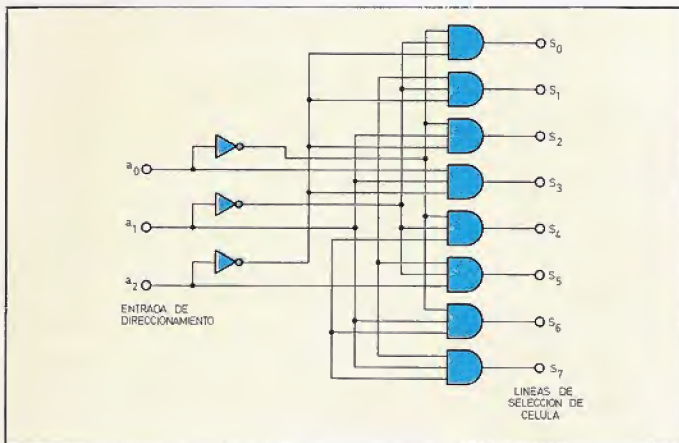 S0
S1
S2
a0
S3
a1
S4
a2
S5
ENTRADA DE
DIRECCIONAMIENTO
S6
S7
LINEAS DE
SELECCION DE
CELULA